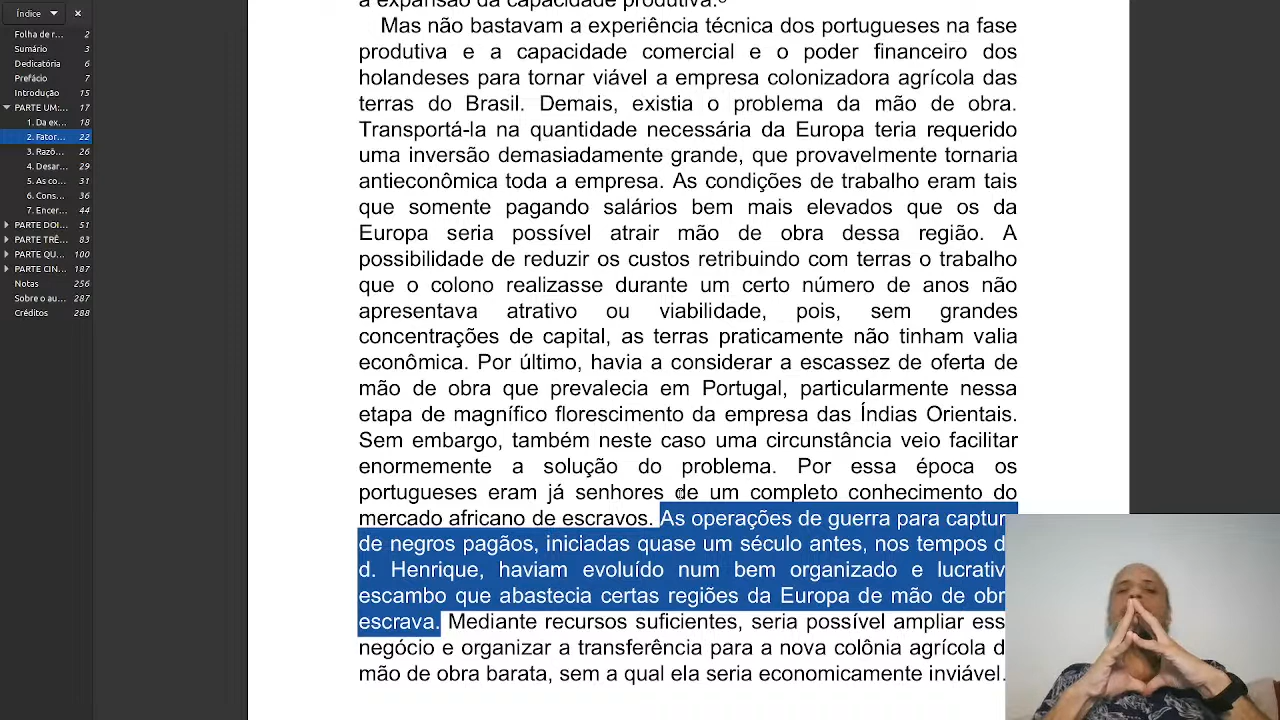 Índice
Folha de r... 2
Sumário 3
Dedicatória 6
Prefácio 7
Introdução 15
PARTE UM:... 17
1. Da ex... 18
2. Fator... 22
3. Razõ... 26
4. Desar... 29
5. As co... 31
6. Cons... 36
7. Encer... 44
PARTE DOI... 51
PARTE TRÊ... 83
PARTE QU... 100
PARTE CIN... 187
Notas 256
Sobre o au... 287
Créditos 288
a expansão da capacidade produtiva.
Mas não bastavam a experiência técnica dos portugueses na fase
produtiva e a capacidade comercial e o poder financeiro dos
holandeses para tornar viável a empresa colonizadora agrícola das
terras do Brasil. Demais, existia o problema da mão de obra.
Transportá-la na quantidade necessária da Europa teria requerido
uma inversão demasiadamente grande, que provavelmente tornaria
antieconômica toda a empresa. As condições de trabalho eram tais
que somente pagando salários bem mais elevados que os da
Europa seria possível atrair mão de obra dessa região. A
possibilidade de reduzir os custos retribuindo com terras o trabalho
que o colono realizasse durante um certo número de anos não
apresentava atrativo ou viabilidade, pois, sem grandes
concentrações de capital, as terras praticamente não tinham valia
econômica. Por último, havia a considerar a escassez de oferta de
mão de obra que prevalecia em Portugal, particularmente nessa
etapa de magnífico florescimento da empresa das Índias Orientais.
Sem embargo, também neste caso uma circunstância veio facilitar
enormemente a solução do problema. Por essa época os
portugueses eram já senhores de um completo conhecimento do
mercado africano de escravos. As operações de guerra para captur
de negros pagãos, iniciadas quase um século antes, nos tempos d
d. Henrique, haviam evoluído num bem organizado e lucrativ
escambo que abastecia certas regiões da Europa de mão de obr
escrava. Mediante recursos suficientes, seria possível ampliar ess
negócio e organizar a transferência para a nova colônia agrícola d
mão de obra barata, sem a qual ela seria economicamente inviável.